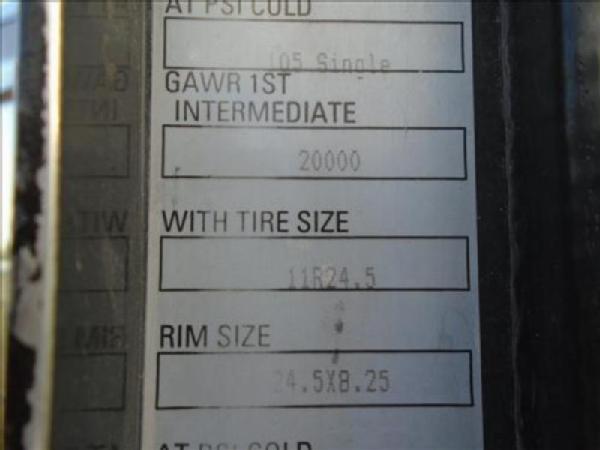 AT PSI COLD
105 Single
GAWR 1ST
INTERMEDIATE
20000
WITH TIRE SIZE
11R24.5
RIM SIZE
24.5X8.25
AT PSI COLD